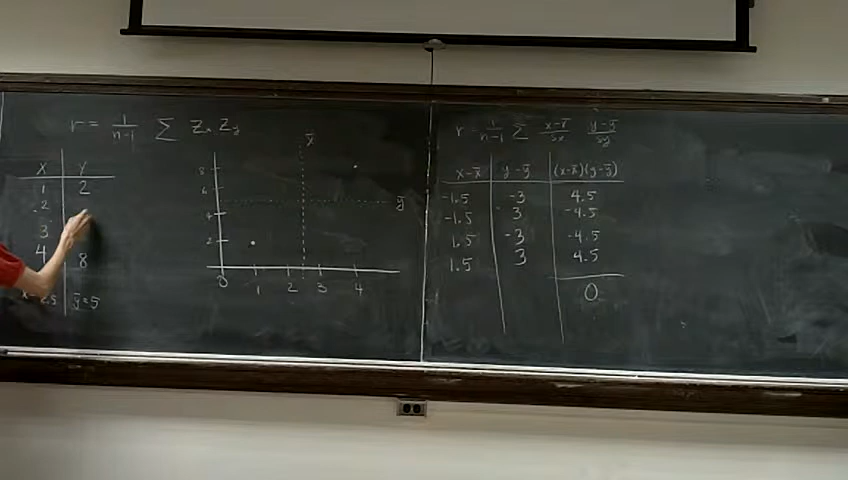 r = 1/(n-1) Σ Zx Zy
X Y
1 2
2
3
4 8
x̄ = 2.5 ȳ = 5
x̄
8
6
ȳ
4
2
0 1 2 3 4
r = 1/(n-1) Σ (x-x̄)/sx (y-ȳ)/sy
x-x̄ y-ȳ (x-x̄)(y-ȳ)
-1.5 -3 4.5
-1.5 3 -4.5
1.5 -3 -4.5
1.5 3 4.5
0